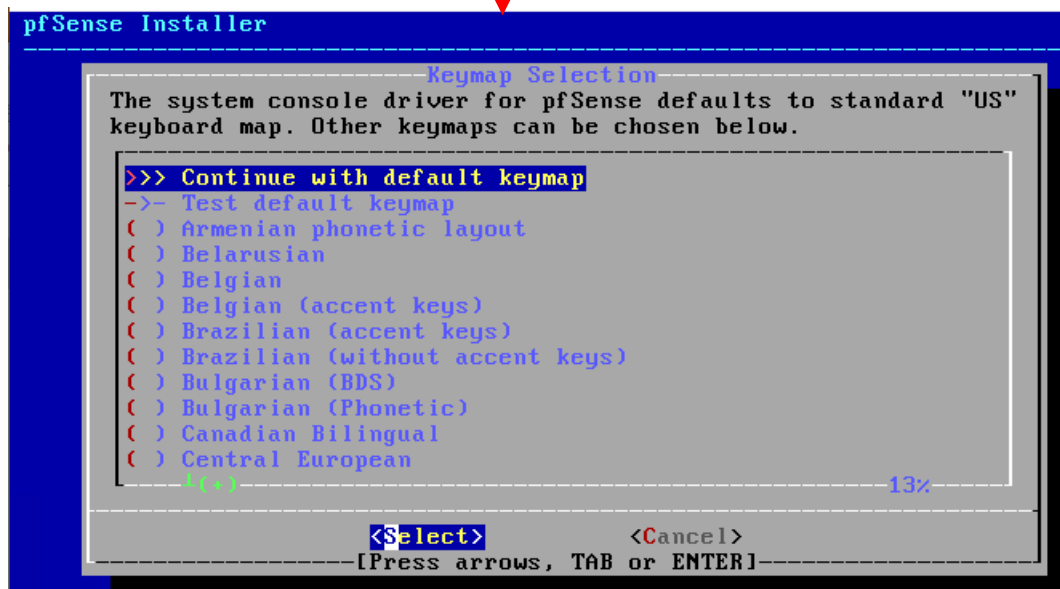 pfSense Installer
Keymap Selection
The system console driver for pfSense defaults to standard "US"
keyboard map. Other keymaps can be chosen below.
>>> Continue with default keymap
->- Test default keymap
( ) Armenian phonetic layout
( ) Belarusian
( ) Belgian
( ) Belgian (accent keys)
( ) Brazilian (accent keys)
( ) Brazilian (without accent keys)
( ) Bulgarian (BDS)
( ) Bulgarian (Phonetic)
( ) Canadian Bilingual
( ) Central European
(+) 13%
<Select> <Cancel>
[Press arrows, TAB or ENTER]